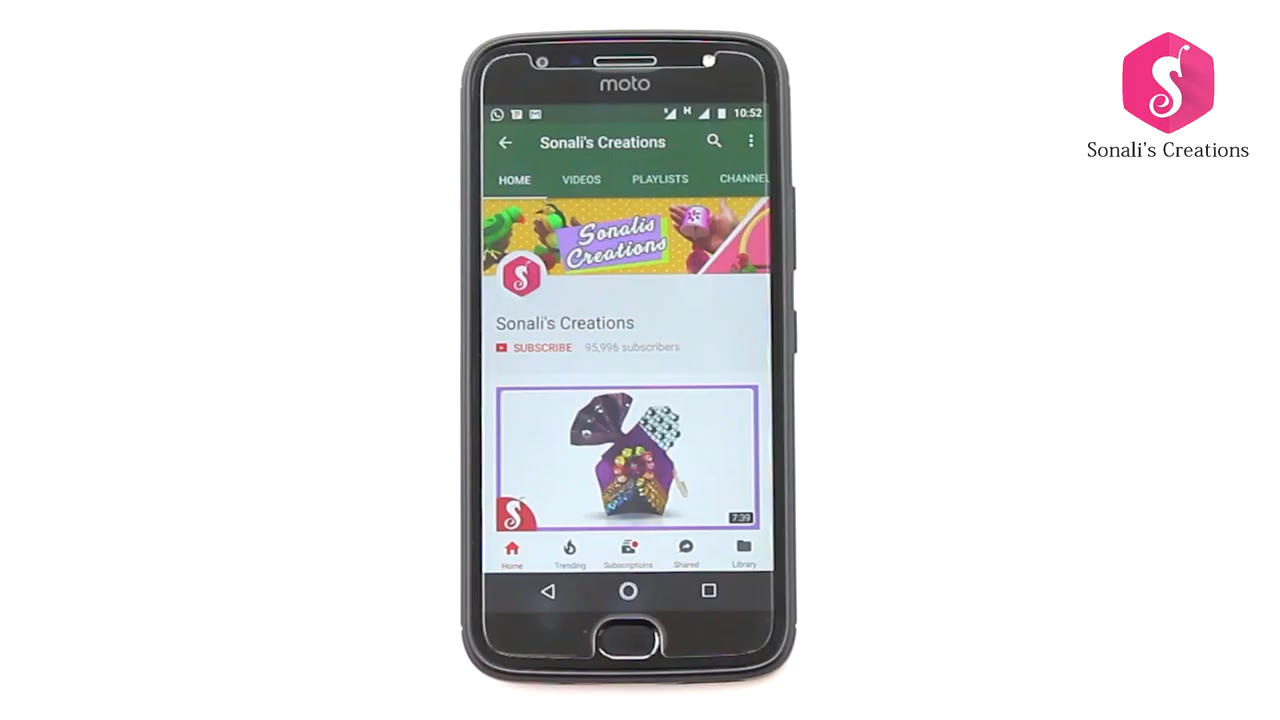 moto
H
10:52
Sonali's Creations
HOME VIDEOS PLAYLISTS CHANNEL
Sonalis
Creations
Sonali's Creations
SUBSCRIBE 95,996 subscribers
7:39
Home Trending Subscriptions Shared Library
Sonali's Creations